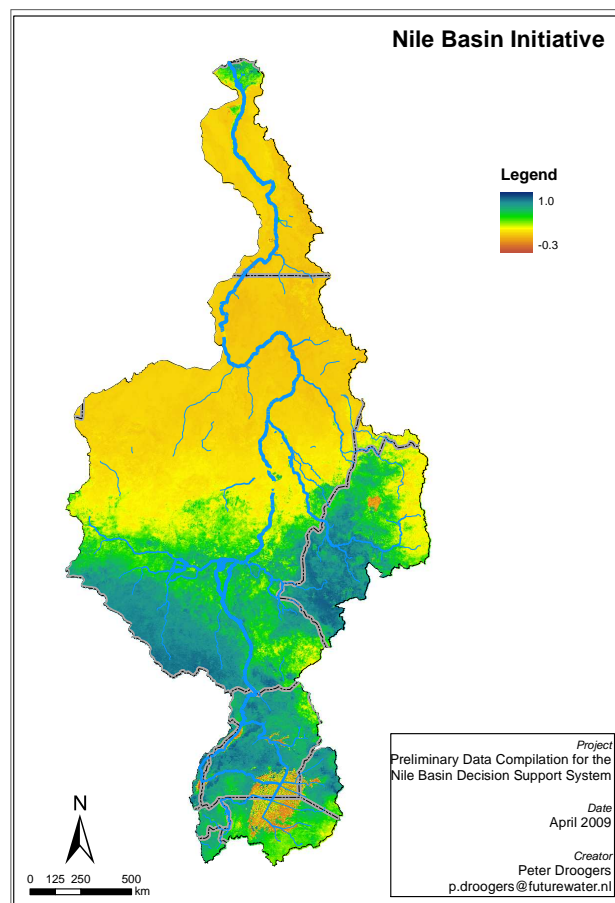 Nile Basin Initiative
Legend
1.0
-0.3
N
0 125 250 500
km
Project
Preliminary Data Compilation for the
Nile Basin Decision Support System
Date
April 2009
Creator
Peter Droogers
p.droogers@futurewater.nl